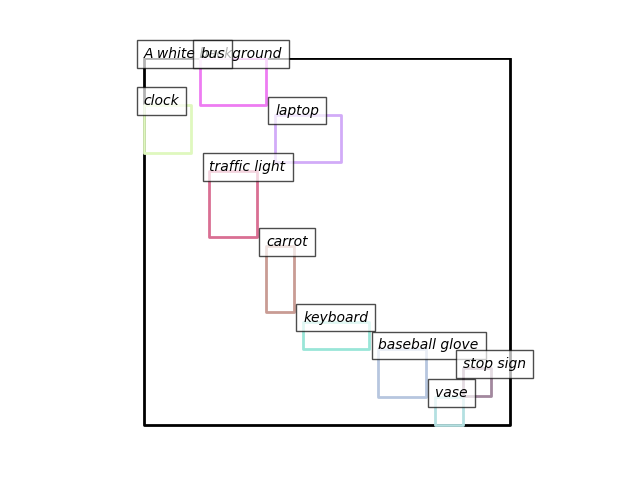 A white background
bus
clock
laptop
traffic light
carrot
keyboard
baseball glove
stop sign
vase